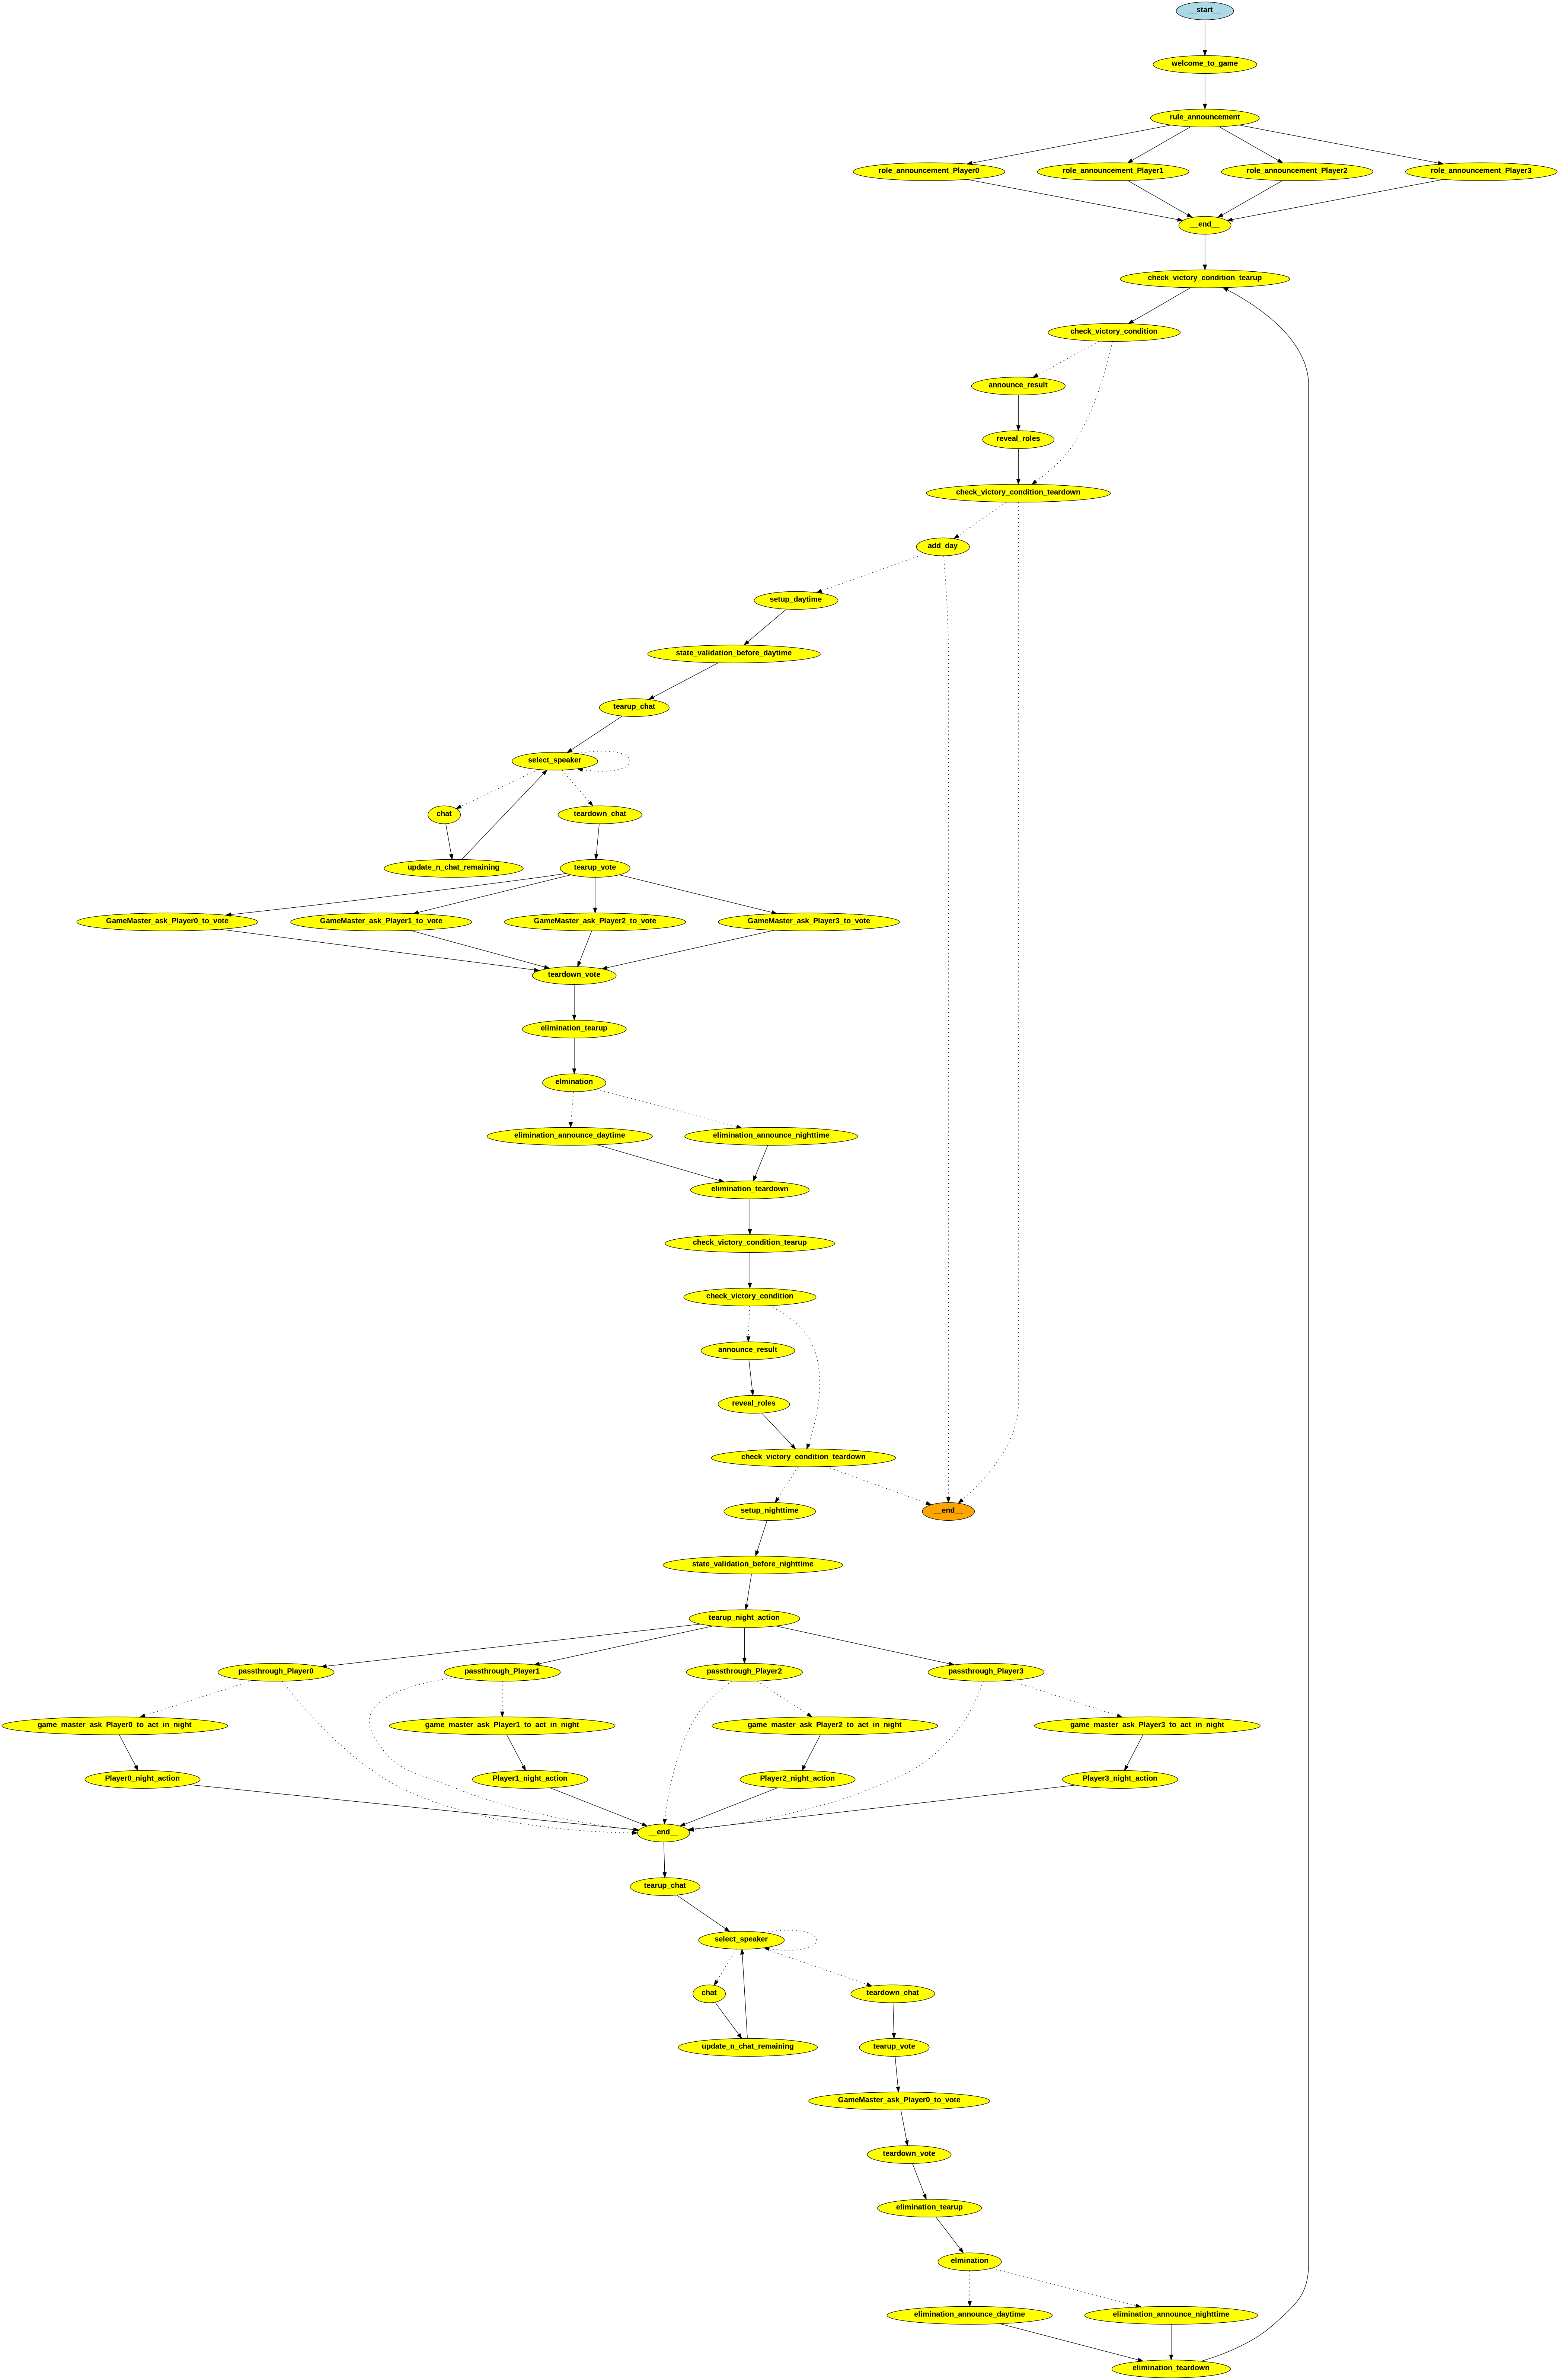 __start__
welcome_to_game
rule_announcement
role_announcement_Player0
role_announcement_Player1
role_announcement_Player2
role_announcement_Player3
__end__
check_victory_condition_tearup
check_victory_condition
announce_result
reveal_roles
check_victory_condition_teardown
add_day
setup_daytime
state_validation_before_daytime
tearup_chat
select_speaker
chat
teardown_chat
update_n_chat_remaining
tearup_vote
GameMaster_ask_Player0_to_vote
GameMaster_ask_Player1_to_vote
GameMaster_ask_Player2_to_vote
GameMaster_ask_Player3_to_vote
teardown_vote
elimination_tearup
elmination
elimination_announce_daytime
elimination_announce_nighttime
elimination_teardown
check_victory_condition_tearup
check_victory_condition
announce_result
reveal_roles
check_victory_condition_teardown
setup_nighttime
__end__
state_validation_before_nighttime
tearup_night_action
passthrough_Player0
passthrough_Player1
passthrough_Player2
passthrough_Player3
game_master_ask_Player0_to_act_in_night
game_master_ask_Player1_to_act_in_night
game_master_ask_Player2_to_act_in_night
game_master_ask_Player3_to_act_in_night
Player0_night_action
Player1_night_action
Player2_night_action
Player3_night_action
__end__
tearup_chat
select_speaker
chat
teardown_chat
update_n_chat_remaining
tearup_vote
GameMaster_ask_Player0_to_vote
teardown_vote
elimination_tearup
elmination
elimination_announce_daytime
elimination_announce_nighttime
elimination_teardown